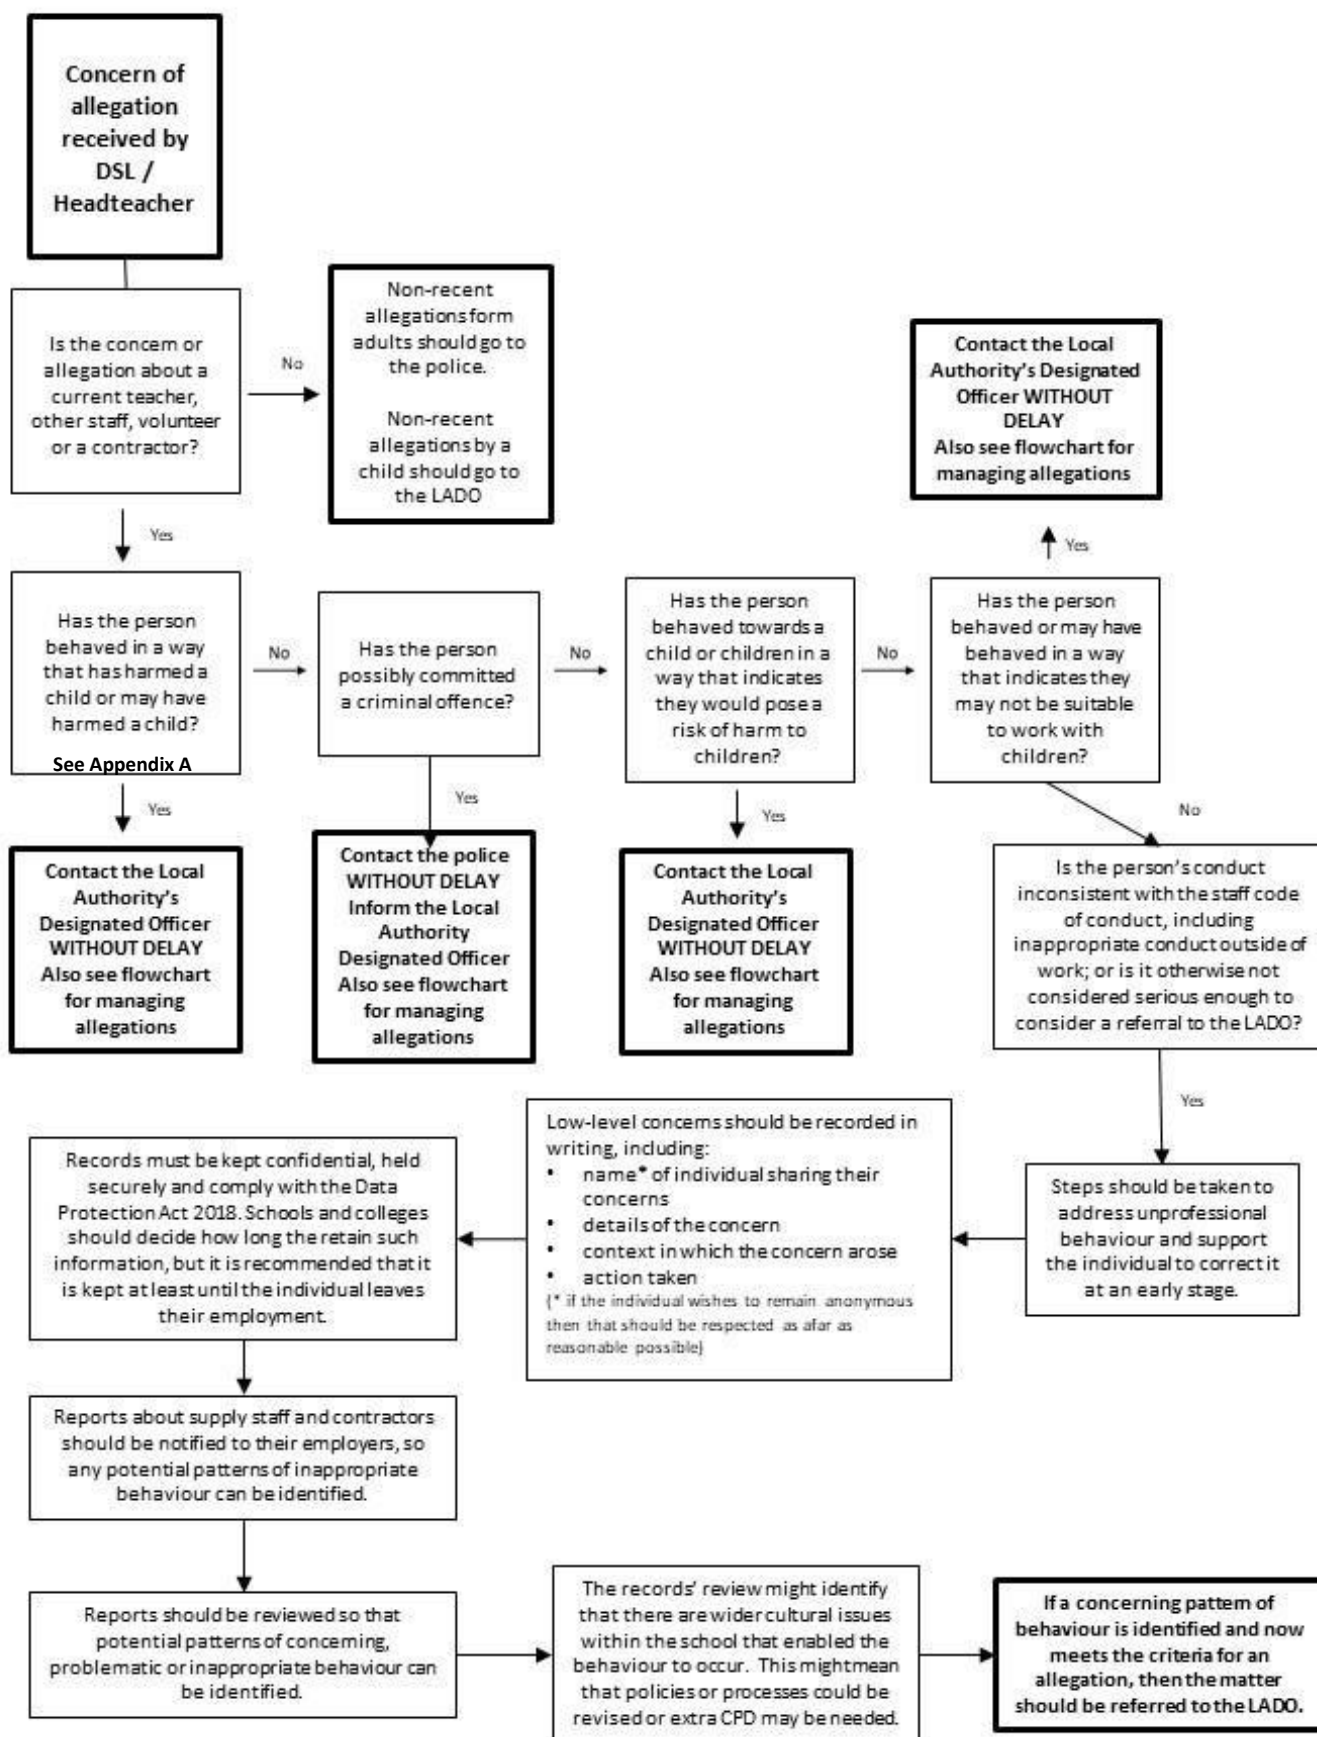 Concern of
allegation
received by
DSL /
Headteacher
Is the concern or
allegation about a
current teacher,
other staff, volunteer
or a contractor?
No
Non-recent
allegations form
adults should go to
the police.
Non-recent
allegations by a
child should go to
the LADO
Contact the Local
Authority's Designated
Officer WITHOUT
DELAY
Also see flowchart for
managing allegations
Yes
Yes
Has the person
behaved in a way
that has harmed a
child or may have
harmed a child?
See Appendix A
No
Has the person
possibly committed
a criminal offence?
No
Has the person
behaved towards a
child or children in a
way that indicates
they would pose a
risk of harm to
children?
No
Has the person
behaved or may have
behaved in a way
that indicates they
may not be suitable
to work with
children?
Yes
Yes
Yes
No
Contact the Local
Authority's
Designated Officer
WITHOUT DELAY
Also see flowchart
for managing
allegations
Contact the police
WITHOUT DELAY
Inform the Local
Authority
Designated Officer
Also see flowchart
for managing
allegations
Contact the Local
Authority's
Designated Officer
WITHOUT DELAY
Also see flowchart
for managing
allegations
Is the person's conduct
inconsistent with the staff code
of conduct, including
inappropriate conduct outside of
work; or is it otherwise not
considered serious enough to
consider a referral to the LADO?
Yes
Steps should be taken to
address unprofessional
behaviour and support
the individual to correct it
at an early stage.
Low-level concerns should be recorded in
writing, including:
• name* of individual sharing their
concerns
• details of the concern
• context in which the concern arose
• action taken
(* if the individual wishes to remain anonymous
then that should be respected as afar as
reasonable possible)
Records must be kept confidential, held
securely and comply with the Data
Protection Act 2018. Schools and colleges
should decide how long the retain such
information, but it is recommended that it
is kept at least until the individual leaves
their employment.
Reports about supply staff and contractors
should be notified to their employers, so
any potential patterns of inappropriate
behaviour can be identified.
Reports should be reviewed so that
potential patterns of concerning,
problematic or inappropriate behaviour can
be identified.
The records' review might identify
that there are wider cultural issues
within the school that enabled the
behaviour to occur. This might mean
that policies or processes could be
revised or extra CPD may be needed.
If a concerning pattern of
behaviour is identified and now
meets the criteria for an
allegation, then the matter
should be referred to the LADO.